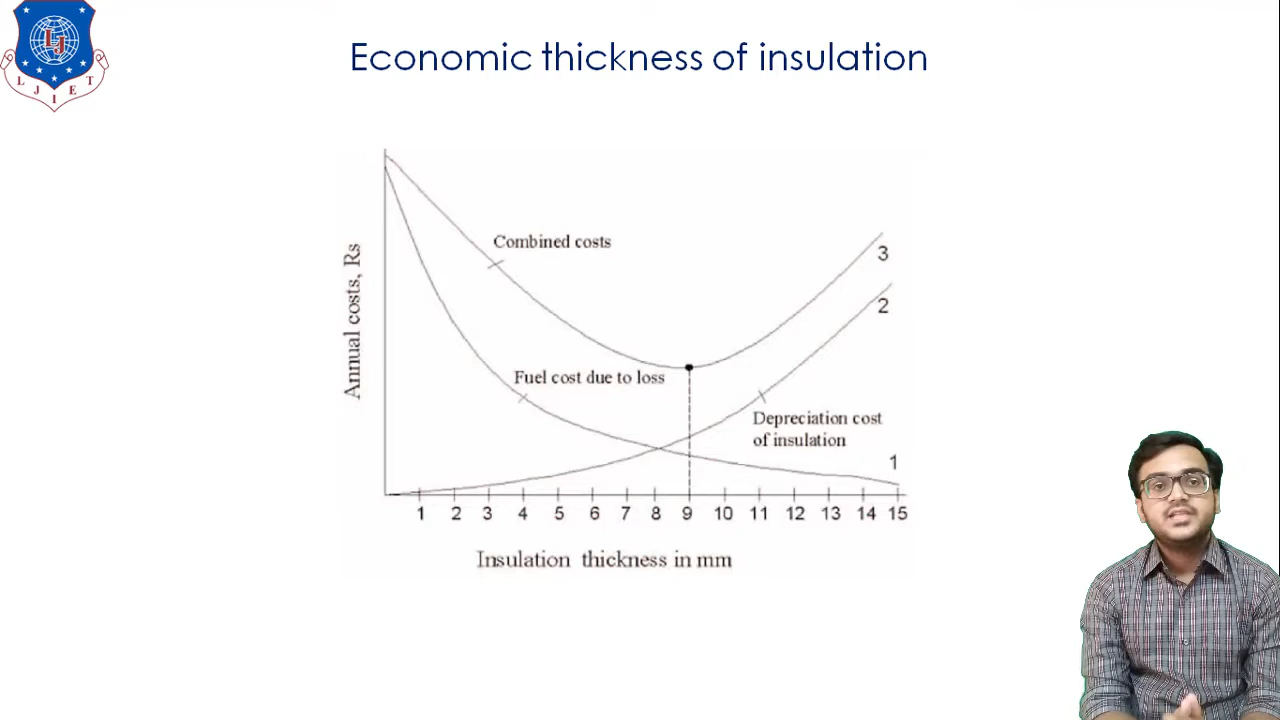 LJ
L J I E T
Economic thickness of insulation
Combined costs
3
2
Annual costs, Rs
Fuel cost due to loss
Depreciation cost
of insulation
1
1 2 3 4 5 6 7 8 9 10 11 12 13 14 15
Insulation thickness in mm